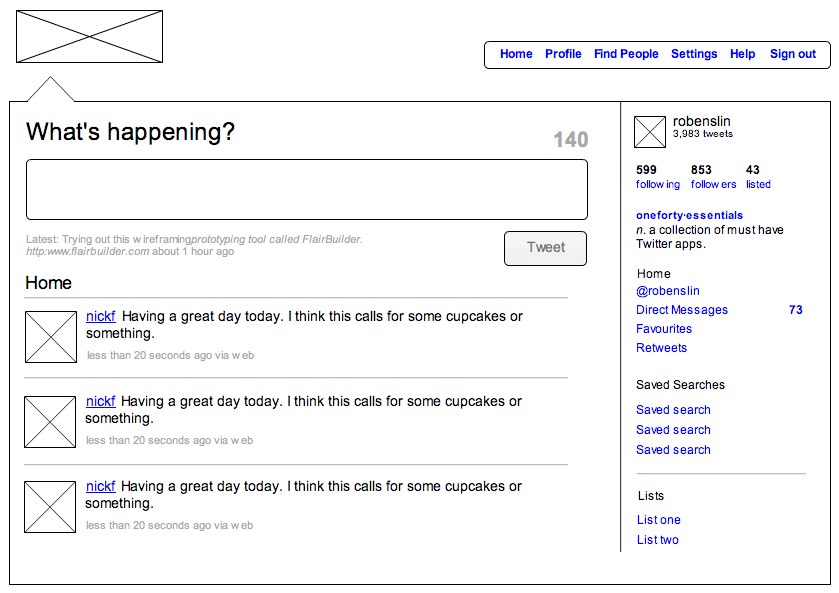 Home Profile Find People Settings Help Sign out
What's happening?
140
Latest: Trying out this wireframingprototyping tool called FlairBuilder.
http:www.flairbuilder.com about 1 hour ago
Tweet
Home
nickf Having a great day today. I think this calls for some cupcakes or
something.
less than 20 seconds ago via web
nickf Having a great day today. I think this calls for some cupcakes or
something.
less than 20 seconds ago via web
nickf Having a great day today. I think this calls for some cupcakes or
something.
less than 20 seconds ago via web
robenslin
3,983 tweets
599 853 43
following followers listed
oneforty·essentials
n. a collection of must have
Twitter apps.
Home
@robenslin
Direct Messages 73
Favourites
Retweets
Saved Searches
Saved search
Saved search
Saved search
Lists
List one
List two